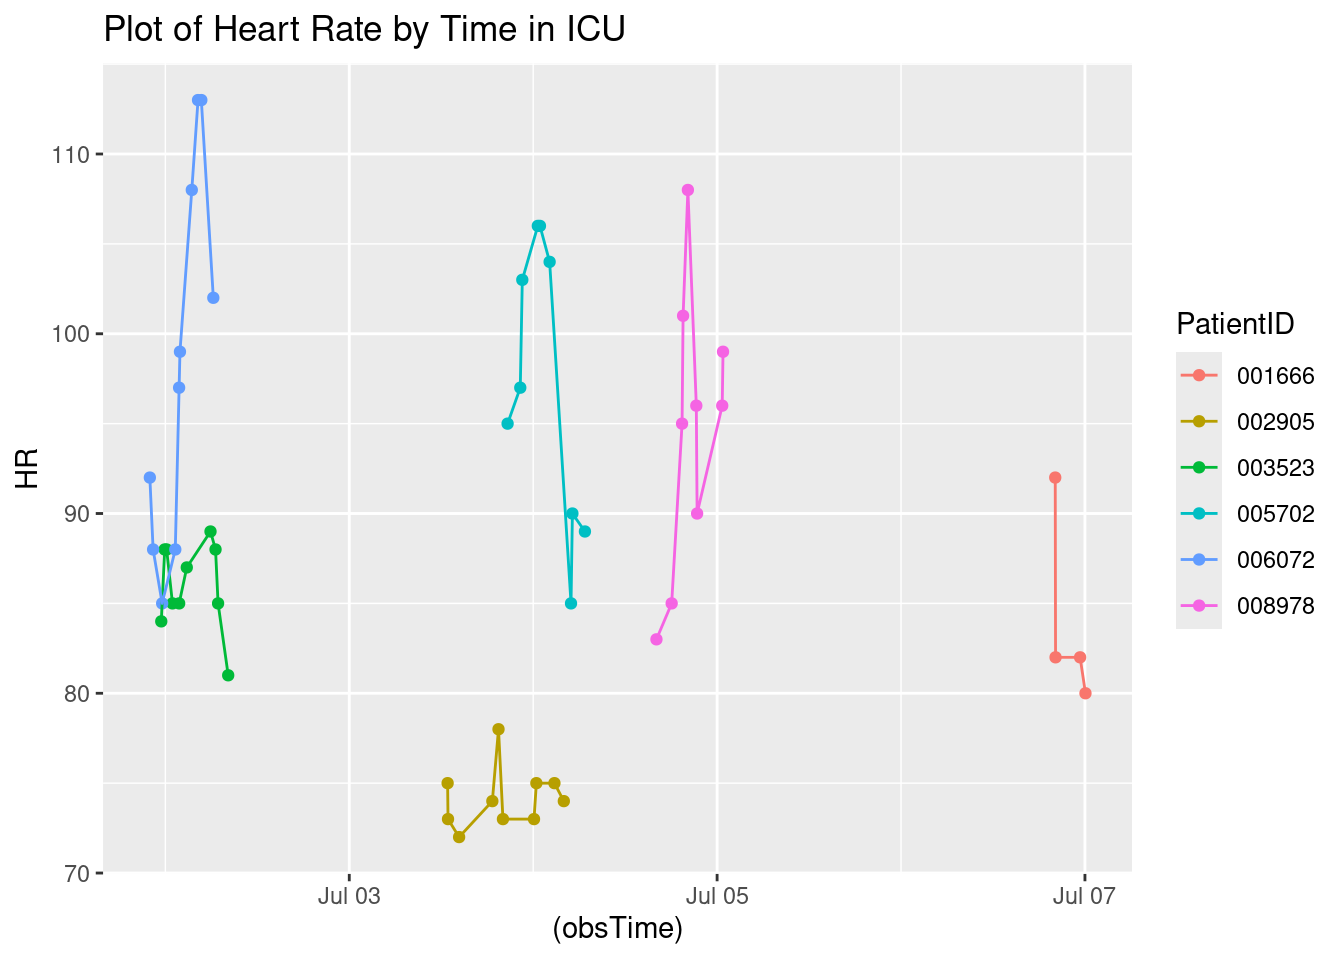 Plot of Heart Rate by Time in ICU
110
100
90
80
70
HR
Jul 03
Jul 05
Jul 07
(obsTime)
PatientID
001666
002905
003523
005702
006072
008978